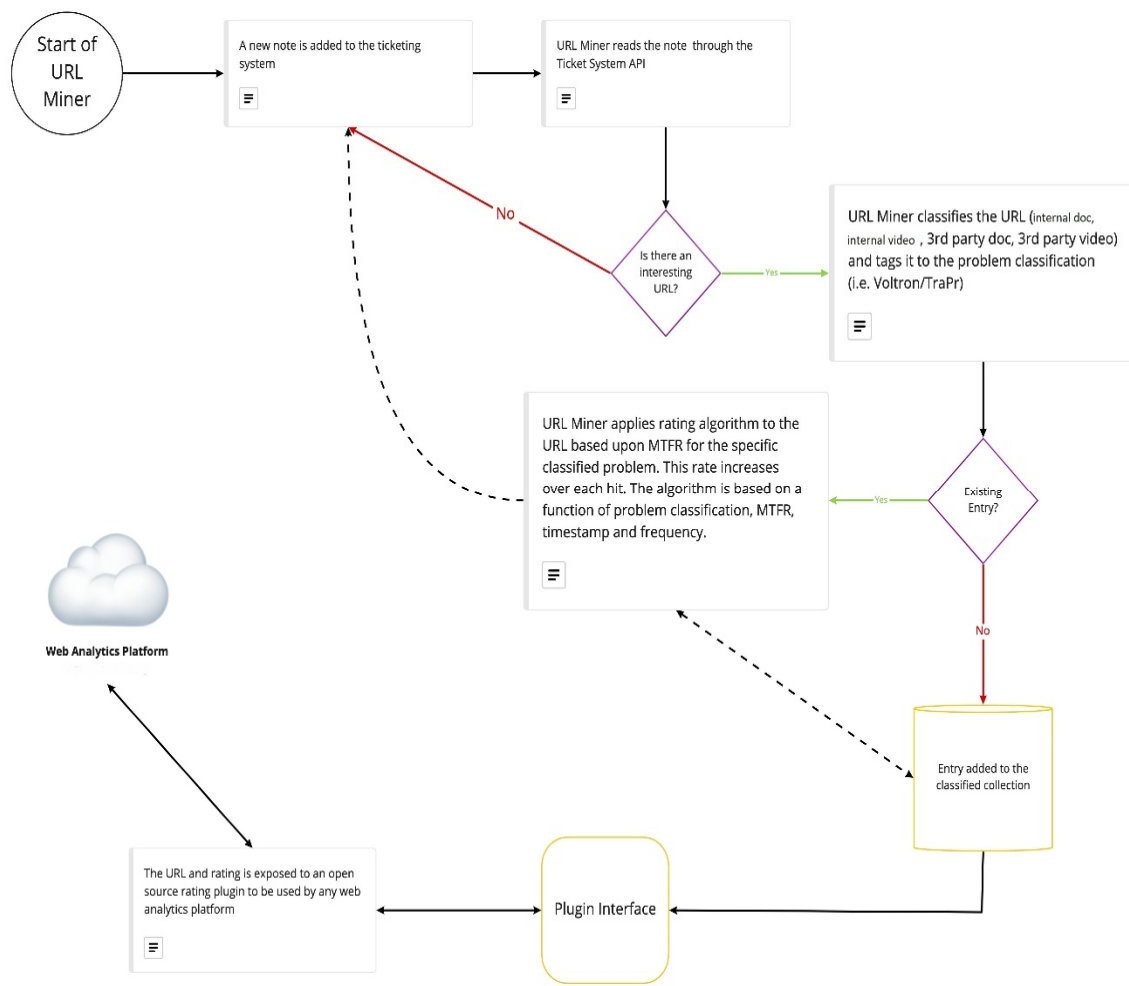 Start of
URL
Miner
A new note is added to the ticketing
system
URL Miner reads the note through the
Ticket System API
No
Is there an
interesting
URL?
Yes
URL Miner classifies the URL (internal doc,
internal video , 3rd party doc, 3rd party video)
and tags it to the problem classification
(i.e. Voltron/TraPr)
URL Miner applies rating algorithm to the
URL based upon MTFR for the specific
classified problem. This rate increases
over each hit. The algorithm is based on a
function of problem classification, MTFR,
timestamp and frequency.
Yes
Existing
Entry?
No
Web Analytics Platform
Entry added to the
classified collection
The URL and rating is exposed to an open
source rating plugin to be used by any web
analytics platform
Plugin Interface